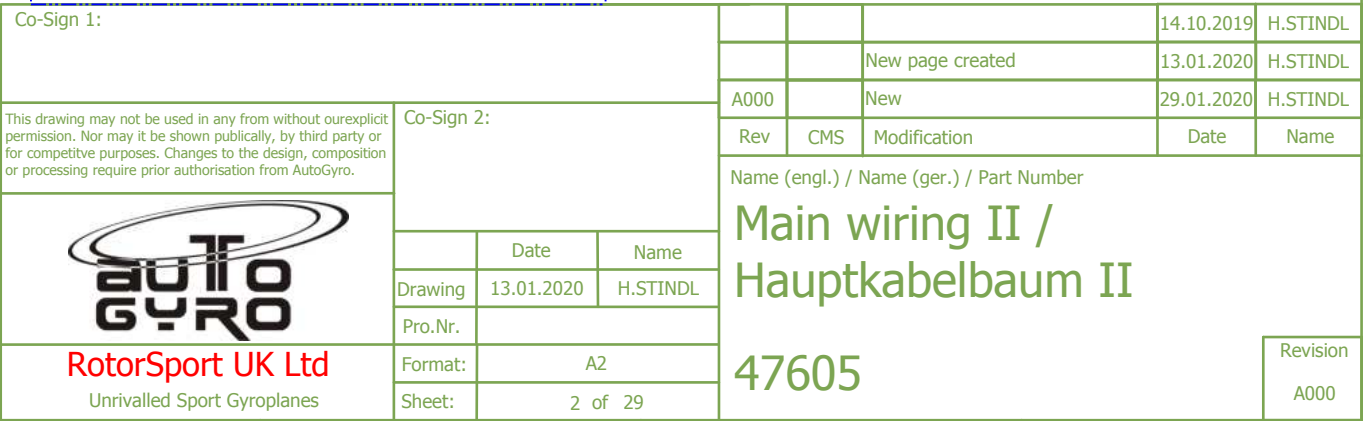 Co-Sign 1:
14.10.2019 H.STINDL
New page created 13.01.2020 H.STINDL
A000 New 29.01.2020 H.STINDL
Rev CMS Modification Date Name
This drawing may not be used in any from without ourexplicit
permission. Nor may it be shown publically, by third party or
for competitve purposes. Changes to the design, composition
or processing require prior authorisation from AutoGyro.
Co-Sign 2:
Name (engl.) / Name (ger.) / Part Number
Main wiring II /
Hauptkabelbaum II
47605
AUTO
GYRO
RotorSport UK Ltd
Unrivalled Sport Gyroplanes
Date Name
Drawing 13.01.2020 H.STINDL
Pro.Nr.
Format: A2
Sheet: 2 of 29
Revision
A000